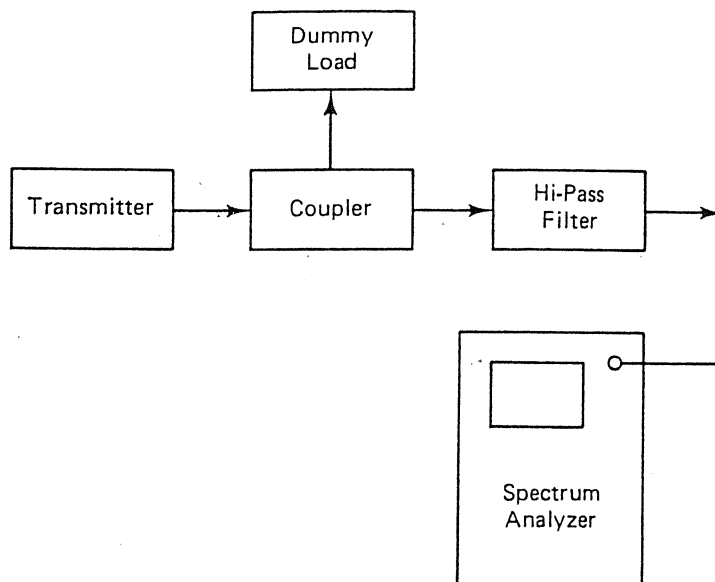 Dummy
Load
Transmitter
Coupler
Hi-Pass
Filter
Spectrum
Analyzer